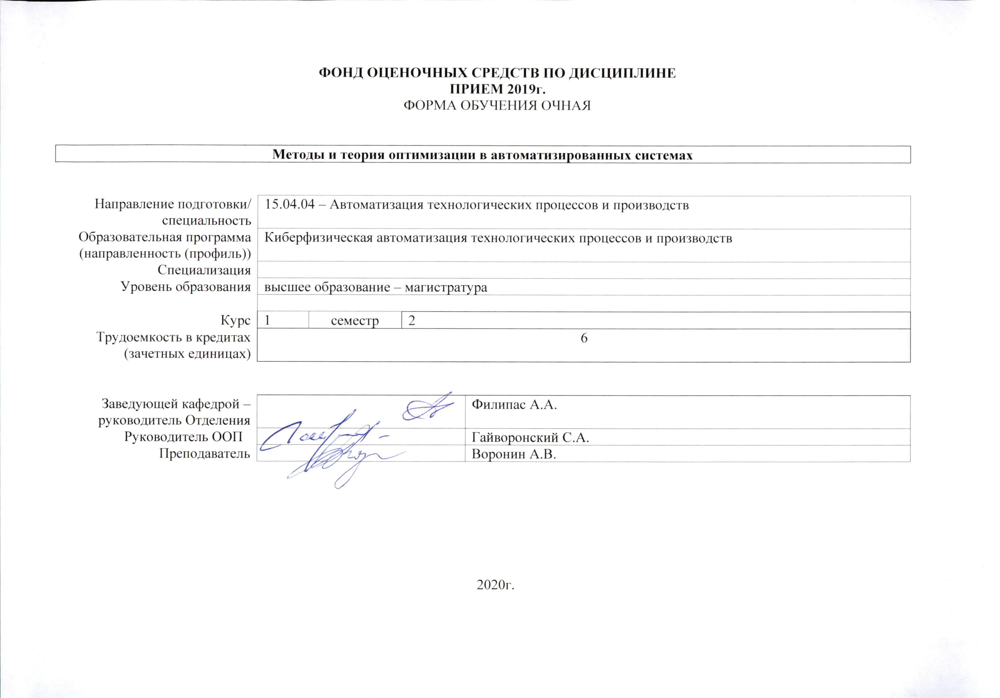 ФОНД ОЦЕНОЧНЫХ СРЕДСТВ ПО ДИСЦИПЛИНЕ
ПРИЕМ 2019г.
ФОРМА ОБУЧЕНИЯ ОЧНАЯ
Методы и теория оптимизации в автоматизированных системах
Направление подготовки/ 15.04.04 – Автоматизация технологических процессов и производств
специальность
Образовательная программа Киберфизическая автоматизация технологических процессов и производств
(направленность (профиль))
Специализация
Уровень образования высшее образование – магистратура
Курс 1 семестр 2
Трудоемкость в кредитах 6
(зачетных единицах)
Заведующей кафедрой – Филипас А.А.
руководитель Отделения
Руководитель ООП Гайворонский С.А.
Преподаватель Воронин А.В.
2020г.